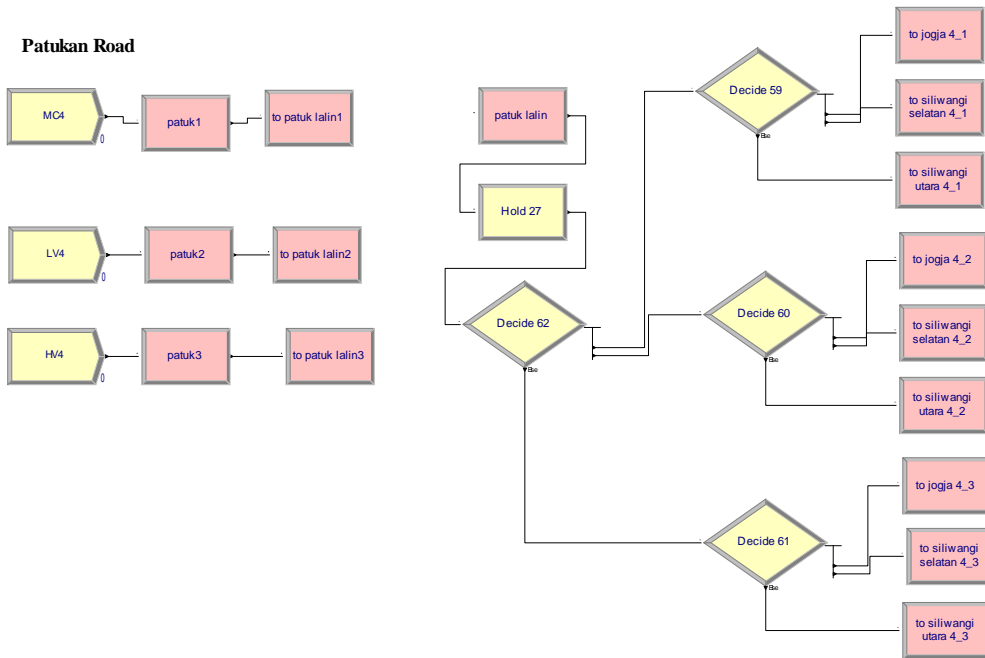 Patukan Road
MC4
0
patuk1
to patuk lalin1
LV4
0
patuk2
to patuk lalin2
HV4
0
patuk3
to patuk lalin3
patuk lalin
Hold 27
Decide 62
Else
Decide 59
Else
to jogja 4_1
to siliwangi
selatan 4_1
to siliwangi
utara 4_1
Decide 60
Else
to jogja 4_2
to siliwangi
selatan 4_2
to siliwangi
utara 4_2
Decide 61
Else
to jogja 4_3
to siliwangi
selatan 4_3
to siliwangi
utara 4_3